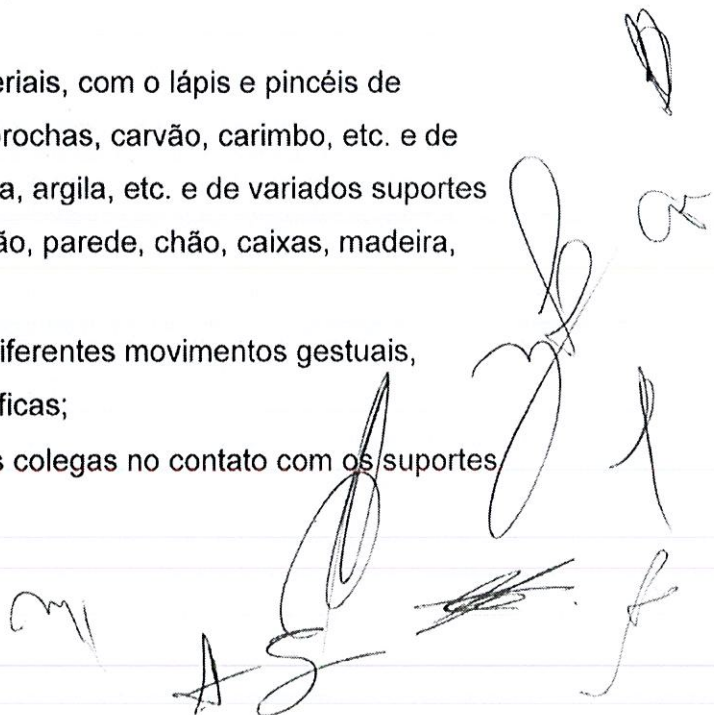 eriais, com o lápis e pincéis de
brochas, carvão, carimbo, etc. e de
a, argila, etc. e de variados suportes
ão, parede, chão, caixas, madeira,
iferentes movimentos gestuais,
ficas;
s colegas no contato com os suportes